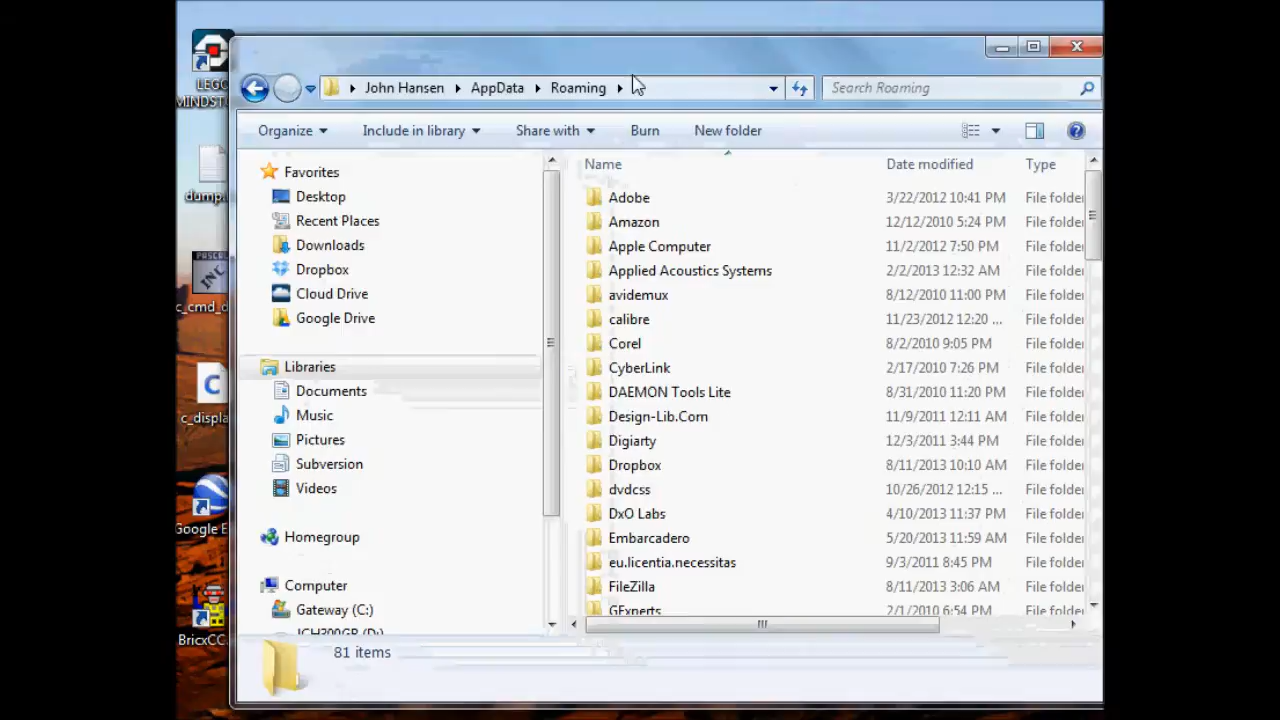 LEGO
MINDST
John Hansen AppData Roaming
Search Roaming
Organize Include in library Share with Burn New folder
Name Date modified Type
Favorites
Desktop
Recent Places
Downloads
Dropbox
Cloud Drive
Google Drive
Libraries
Documents
Music
Pictures
Subversion
Videos
Homegroup
Computer
Gateway (C:)
JCH300GB (D:)
Adobe 3/22/2012 10:41 PM File folder
Amazon 12/12/2010 5:24 PM File folder
Apple Computer 11/2/2012 7:50 PM File folder
Applied Acoustics Systems 2/2/2013 12:32 AM File folder
avidemux 8/12/2010 11:00 PM File folder
calibre 11/23/2012 12:20 ... File folder
Corel 8/2/2010 9:05 PM File folder
CyberLink 2/17/2010 7:26 PM File folder
DAEMON Tools Lite 8/31/2010 11:20 PM File folder
Design-Lib.Com 11/9/2011 12:11 AM File folder
Digiarty 12/3/2011 3:44 PM File folder
Dropbox 8/11/2013 10:10 AM File folder
dvdcss 10/26/2012 12:15 ... File folder
DxO Labs 4/10/2013 11:37 PM File folder
Embarcadero 5/20/2013 11:59 AM File folder
eu.licentia.necessitas 9/3/2011 8:45 PM File folder
FileZilla 8/11/2013 3:06 AM File folder
GExperts 2/1/2010 6:54 PM File folder
81 items
dump.
PASCAL
INC
c_cmd_d
C
c_displa
Google E
BricxCC